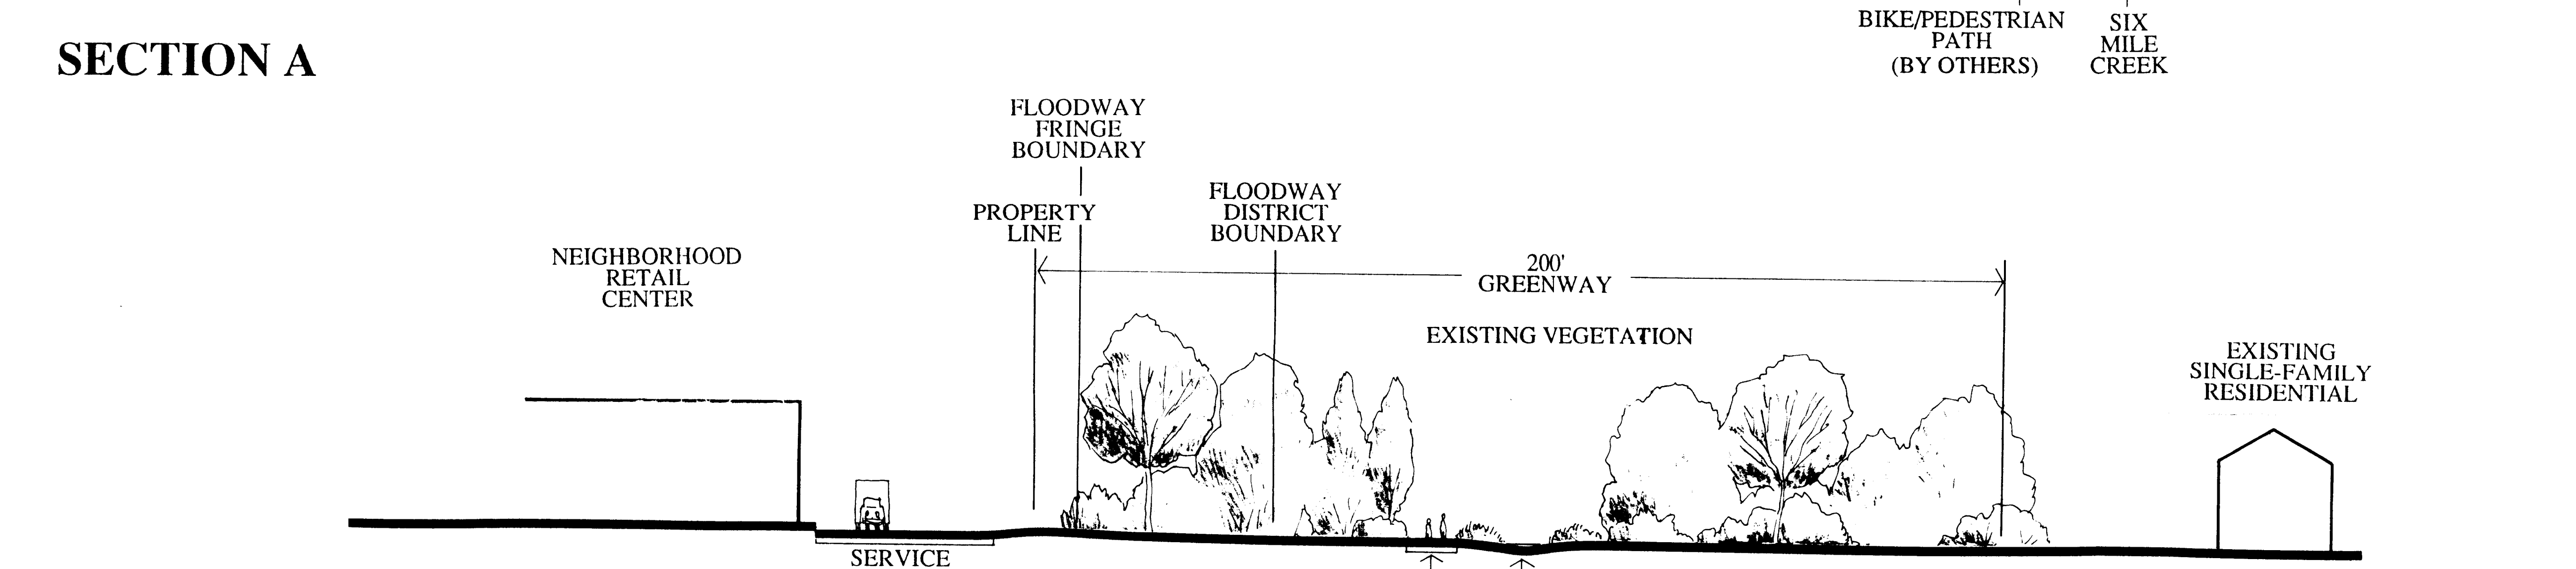 BIKE/PEDESTRIAN
PATH
(BY OTHERS)
SIX
MILE
CREEK
SECTION A
FLOODWAY
FRINGE
BOUNDARY
PROPERTY
LINE
FLOODWAY
DISTRICT
BOUNDARY
NEIGHBORHOOD
RETAIL
CENTER
200'
GREENWAY
EXISTING VEGETATION
EXISTING
SINGLE-FAMILY
RESIDENTIAL
SERVICE